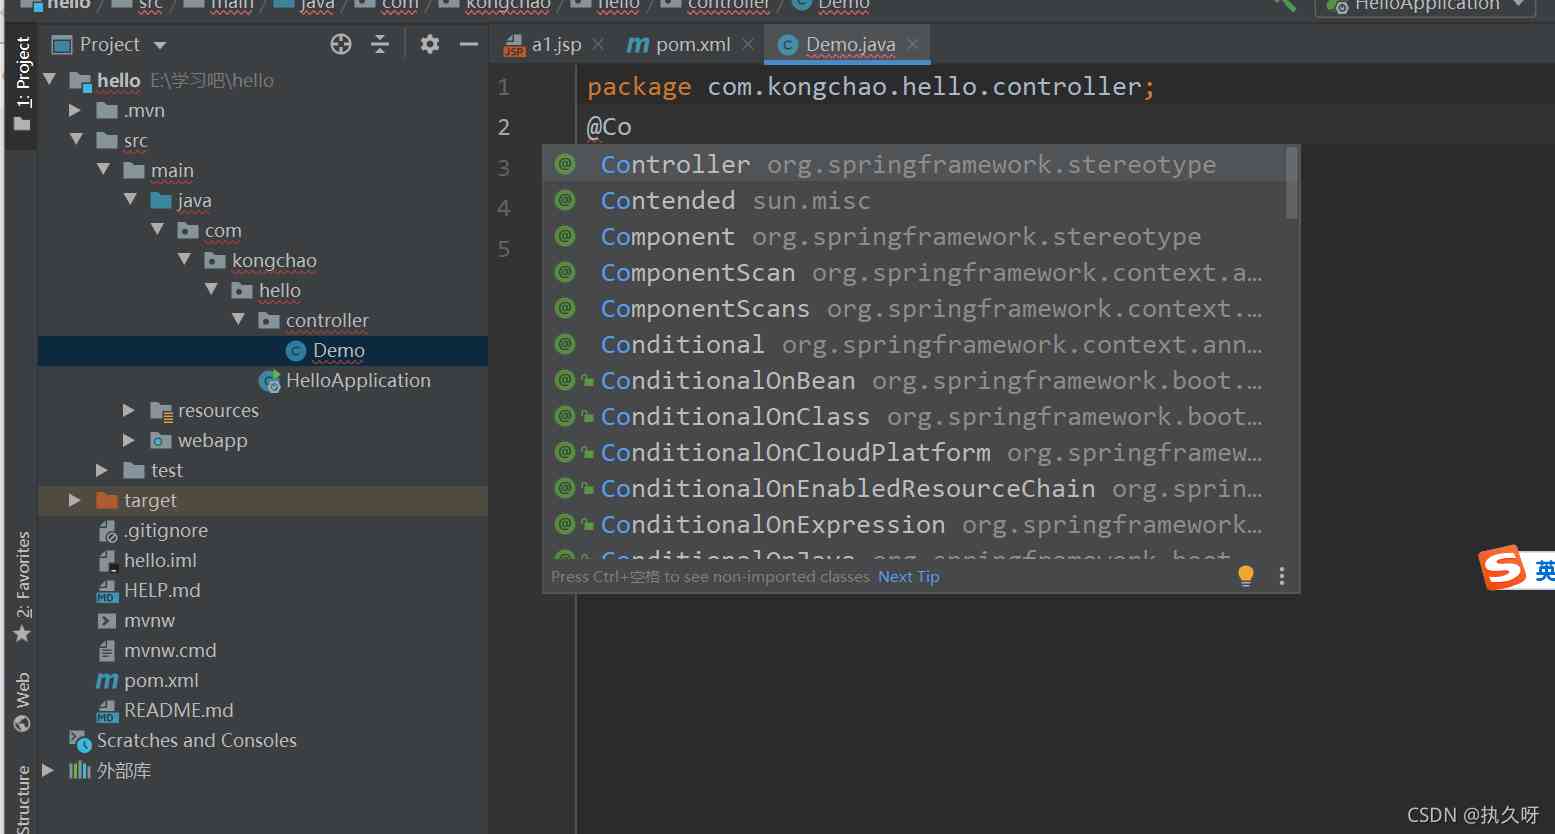 hello / src / main / java / com / kongchao / hello / controller / Demo
HelloApplication
1: Project
2: Favorites
Web
Structure
Project
hello E:\学习吧\hello
.mvn
src
main
java
com
kongchao
hello
controller
Demo
HelloApplication
resources
webapp
test
target
.gitignore
hello.iml
HELP.md
mvnw
mvnw.cmd
pom.xml
README.md
Scratches and Consoles
外部库
a1.jsp
pom.xml
Demo.java
1 package com.kongchao.hello.controller;
2 @Co
3
4
5
Controller org.springframework.stereotype
Contended sun.misc
Component org.springframework.stereotype
ComponentScan org.springframework.context.a…
ComponentScans org.springframework.context.…
Conditional org.springframework.context.ann…
ConditionalOnBean org.springframework.boot.…
ConditionalOnClass org.springframework.boot…
ConditionalOnCloudPlatform org.springframew…
ConditionalOnEnabledResourceChain org.sprin…
ConditionalOnExpression org.springframework…
ConditionalOnJava org.springframework.boot…
Press Ctrl+空格 to see non-imported classes Next Tip
英
CSDN @执久呀